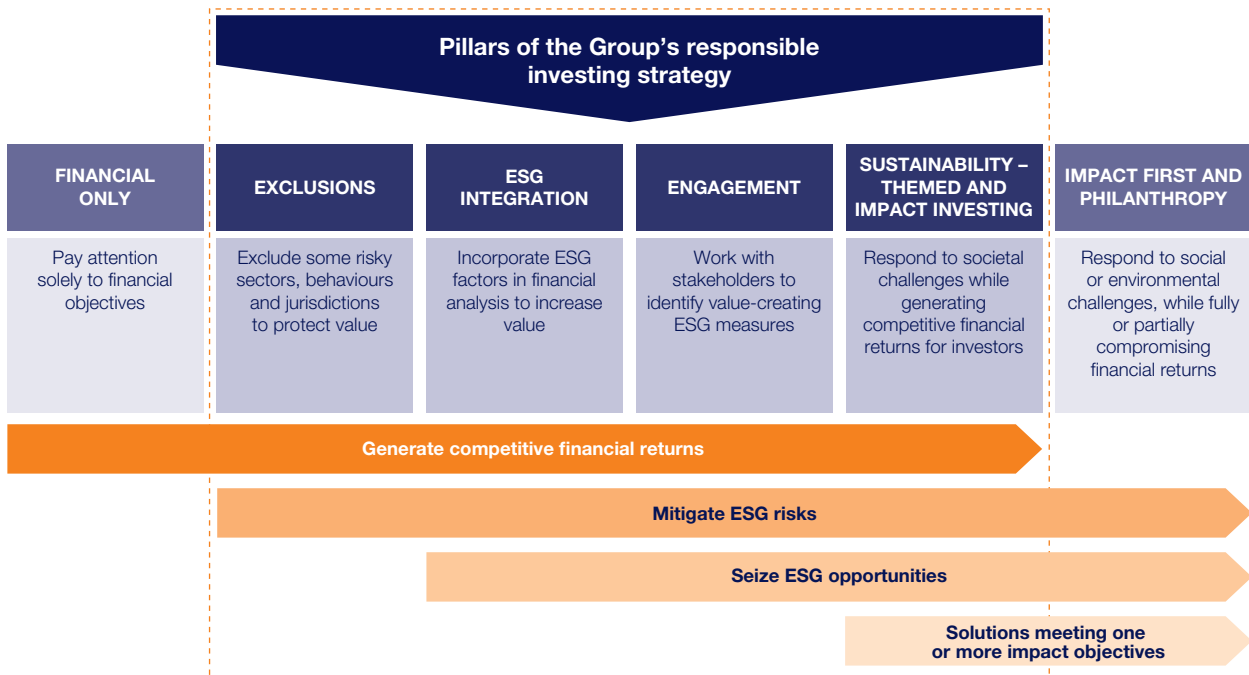 Pillars of the Group’s responsible
investing strategy
FINANCIAL
ONLY
EXCLUSIONS
ESG
INTEGRATION
ENGAGEMENT
SUSTAINABILITY –
THEMED AND
IMPACT INVESTING
IMPACT FIRST AND
PHILANTHROPY
Pay attention
solely to financial
objectives
Exclude some risky
sectors, behaviours
and jurisdictions
to protect value
Incorporate ESG
factors in financial
analysis to increase
value
Work with
stakeholders to
identify value-creating
ESG measures
Respond to societal
challenges while
generating
competitive financial
returns for investors
Respond to social
or environmental
challenges, while fully
or partially
compromising
financial returns
Generate competitive financial returns
Mitigate ESG risks
Seize ESG opportunities
Solutions meeting one
or more impact objectives